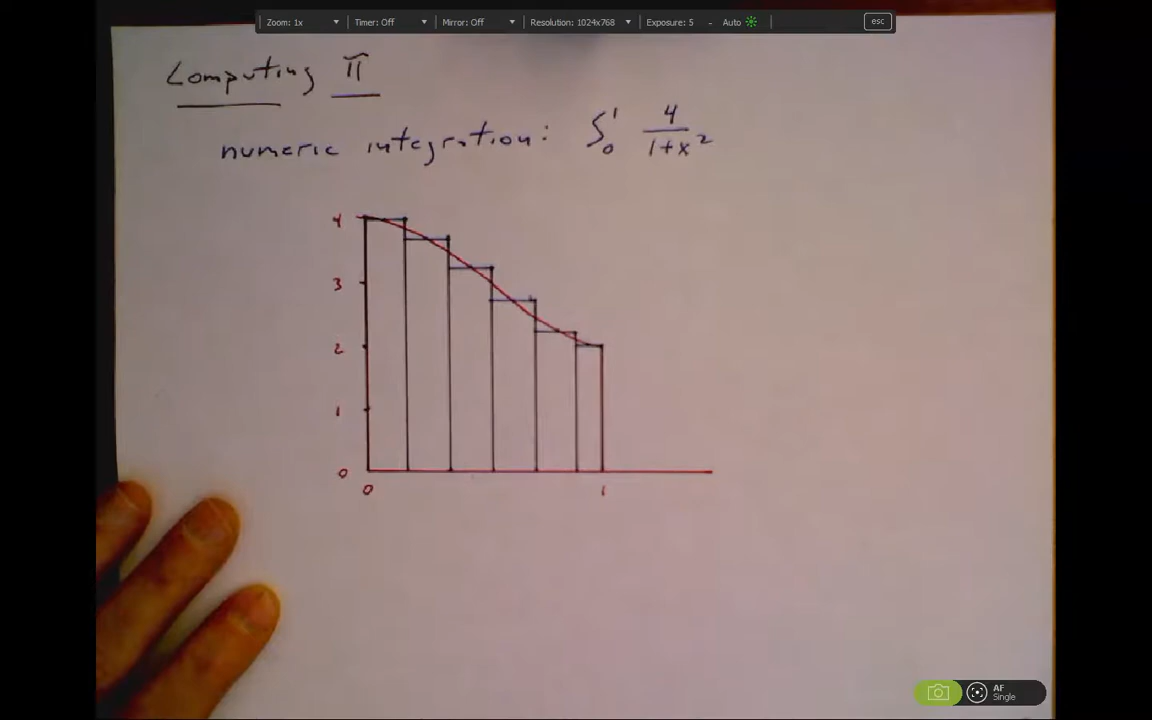 Zoom: 1x Timer: Off Mirror: Off Resolution: 1024x768 Exposure: 5 - Auto esc
Computing π
numeric integration: ∫₀¹ 4/(1+x²)
4
3
2
1
0
0 1
AF
Single